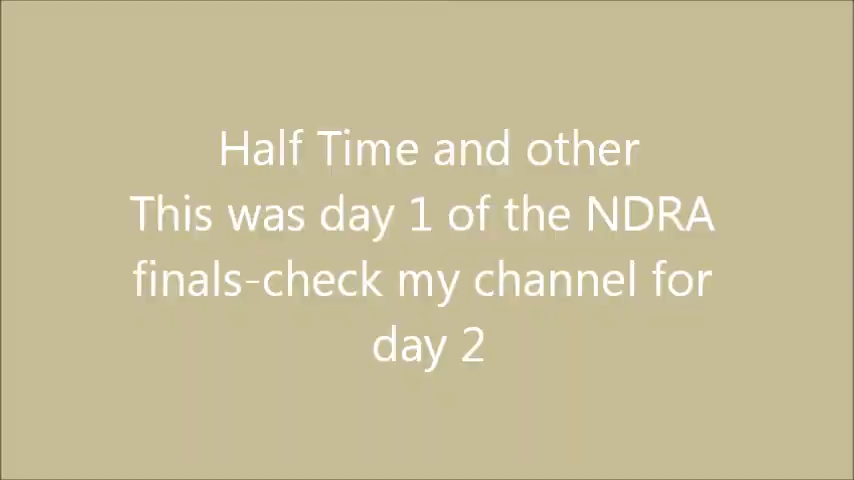 Half Time and other
This was day 1 of the NDRA
finals-check my channel for
day 2